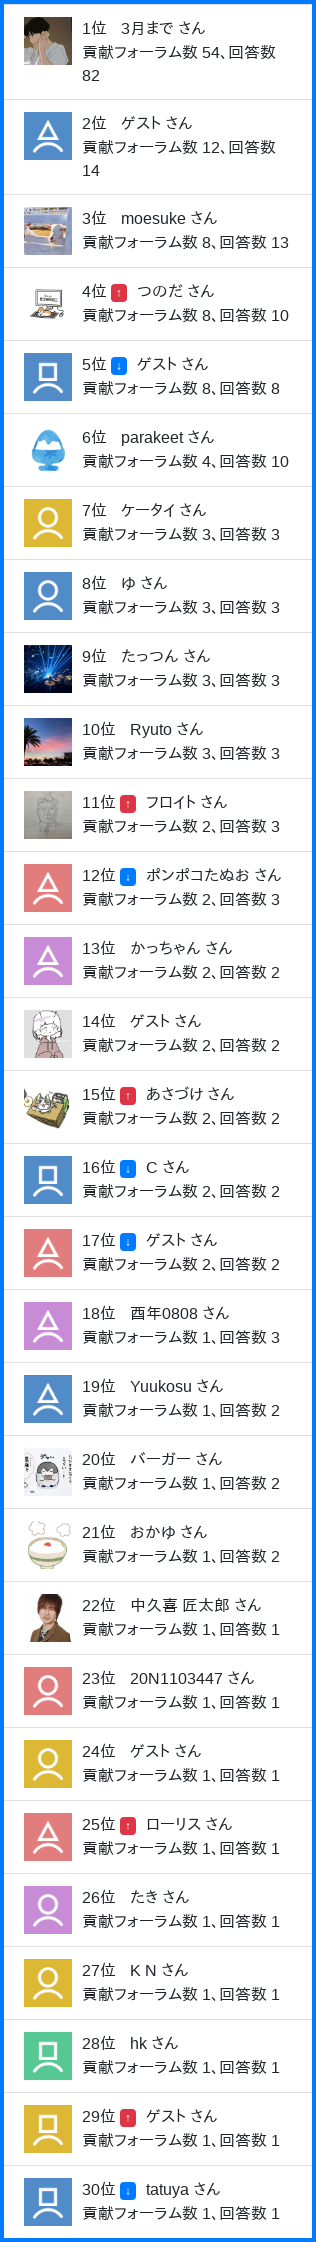 1位　3月まで さん
貢献フォーラム数 54、回答数
82
2位　ゲスト さん
貢献フォーラム数 12、回答数
14
3位　moesuke さん
貢献フォーラム数 8、回答数 13
4位 ↑　つのだ さん
貢献フォーラム数 8、回答数 10
5位 ↓　ゲスト さん
貢献フォーラム数 8、回答数 8
6位　parakeet さん
貢献フォーラム数 4、回答数 10
7位　ケータイ さん
貢献フォーラム数 3、回答数 3
8位　ゆ さん
貢献フォーラム数 3、回答数 3
9位　たっつん さん
貢献フォーラム数 3、回答数 3
10位　Ryuto さん
貢献フォーラム数 3、回答数 3
11位 ↑　フロイト さん
貢献フォーラム数 2、回答数 3
12位 ↓　ポンポコたぬお さん
貢献フォーラム数 2、回答数 3
13位　かっちゃん さん
貢献フォーラム数 2、回答数 2
14位　ゲスト さん
貢献フォーラム数 2、回答数 2
15位 ↑　あさづけ さん
貢献フォーラム数 2、回答数 2
16位 ↓　C さん
貢献フォーラム数 2、回答数 2
17位 ↓　ゲスト さん
貢献フォーラム数 2、回答数 2
18位　酉年0808 さん
貢献フォーラム数 1、回答数 3
19位　Yuukosu さん
貢献フォーラム数 1、回答数 2
20位　バーガー さん
貢献フォーラム数 1、回答数 2
21位　おかゆ さん
貢献フォーラム数 1、回答数 2
22位　中久喜 匠太郎 さん
貢献フォーラム数 1、回答数 1
23位　20N1103447 さん
貢献フォーラム数 1、回答数 1
24位　ゲスト さん
貢献フォーラム数 1、回答数 1
25位 ↑　ローリス さん
貢献フォーラム数 1、回答数 1
26位　たき さん
貢献フォーラム数 1、回答数 1
27位　K N さん
貢献フォーラム数 1、回答数 1
28位　hk さん
貢献フォーラム数 1、回答数 1
29位 ↑　ゲスト さん
貢献フォーラム数 1、回答数 1
30位 ↓　tatuya さん
貢献フォーラム数 1、回答数 1